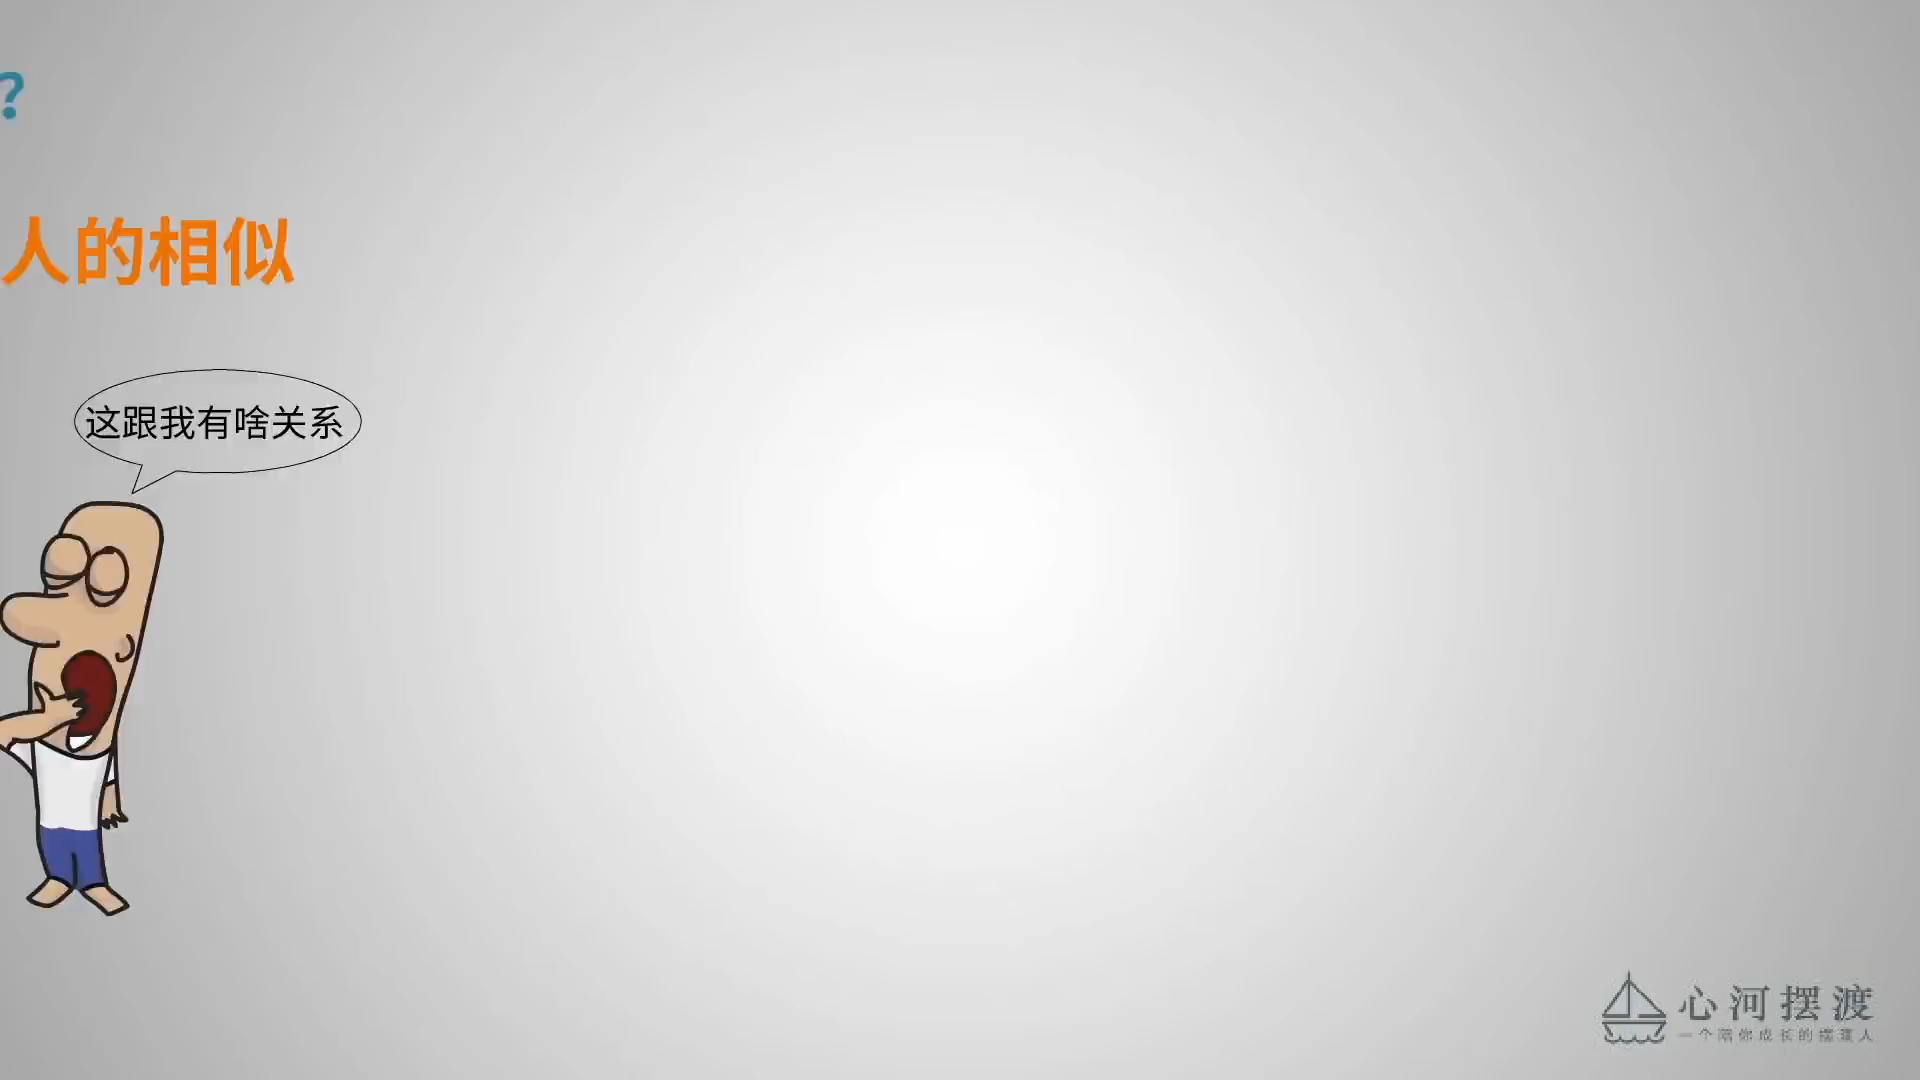 ？
人的相似
这跟我有啥关系
心河摆渡
一个陪你成长的摆渡人